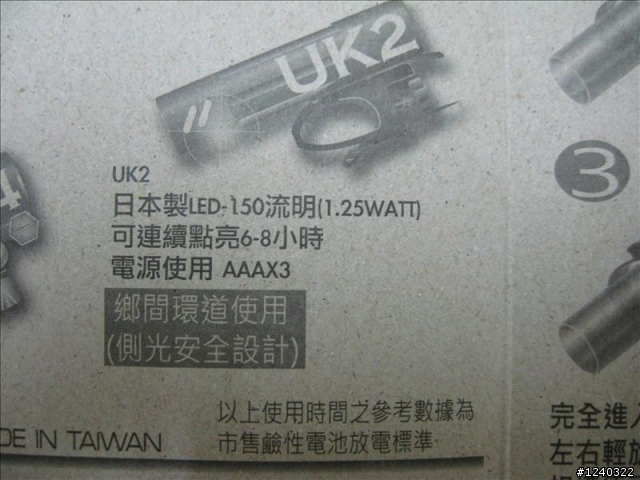 UK2
4
3
UK2
日本製LED-150流明(1.25WATT)
可連續點亮6-8小時
電源使用 AAAX3
鄉間環道使用
(側光安全設計)
以上使用時間之參考數據為
市售鹼性電池放電標準
DE IN TAIWAN
完全進入
左右輕旋
#1240322